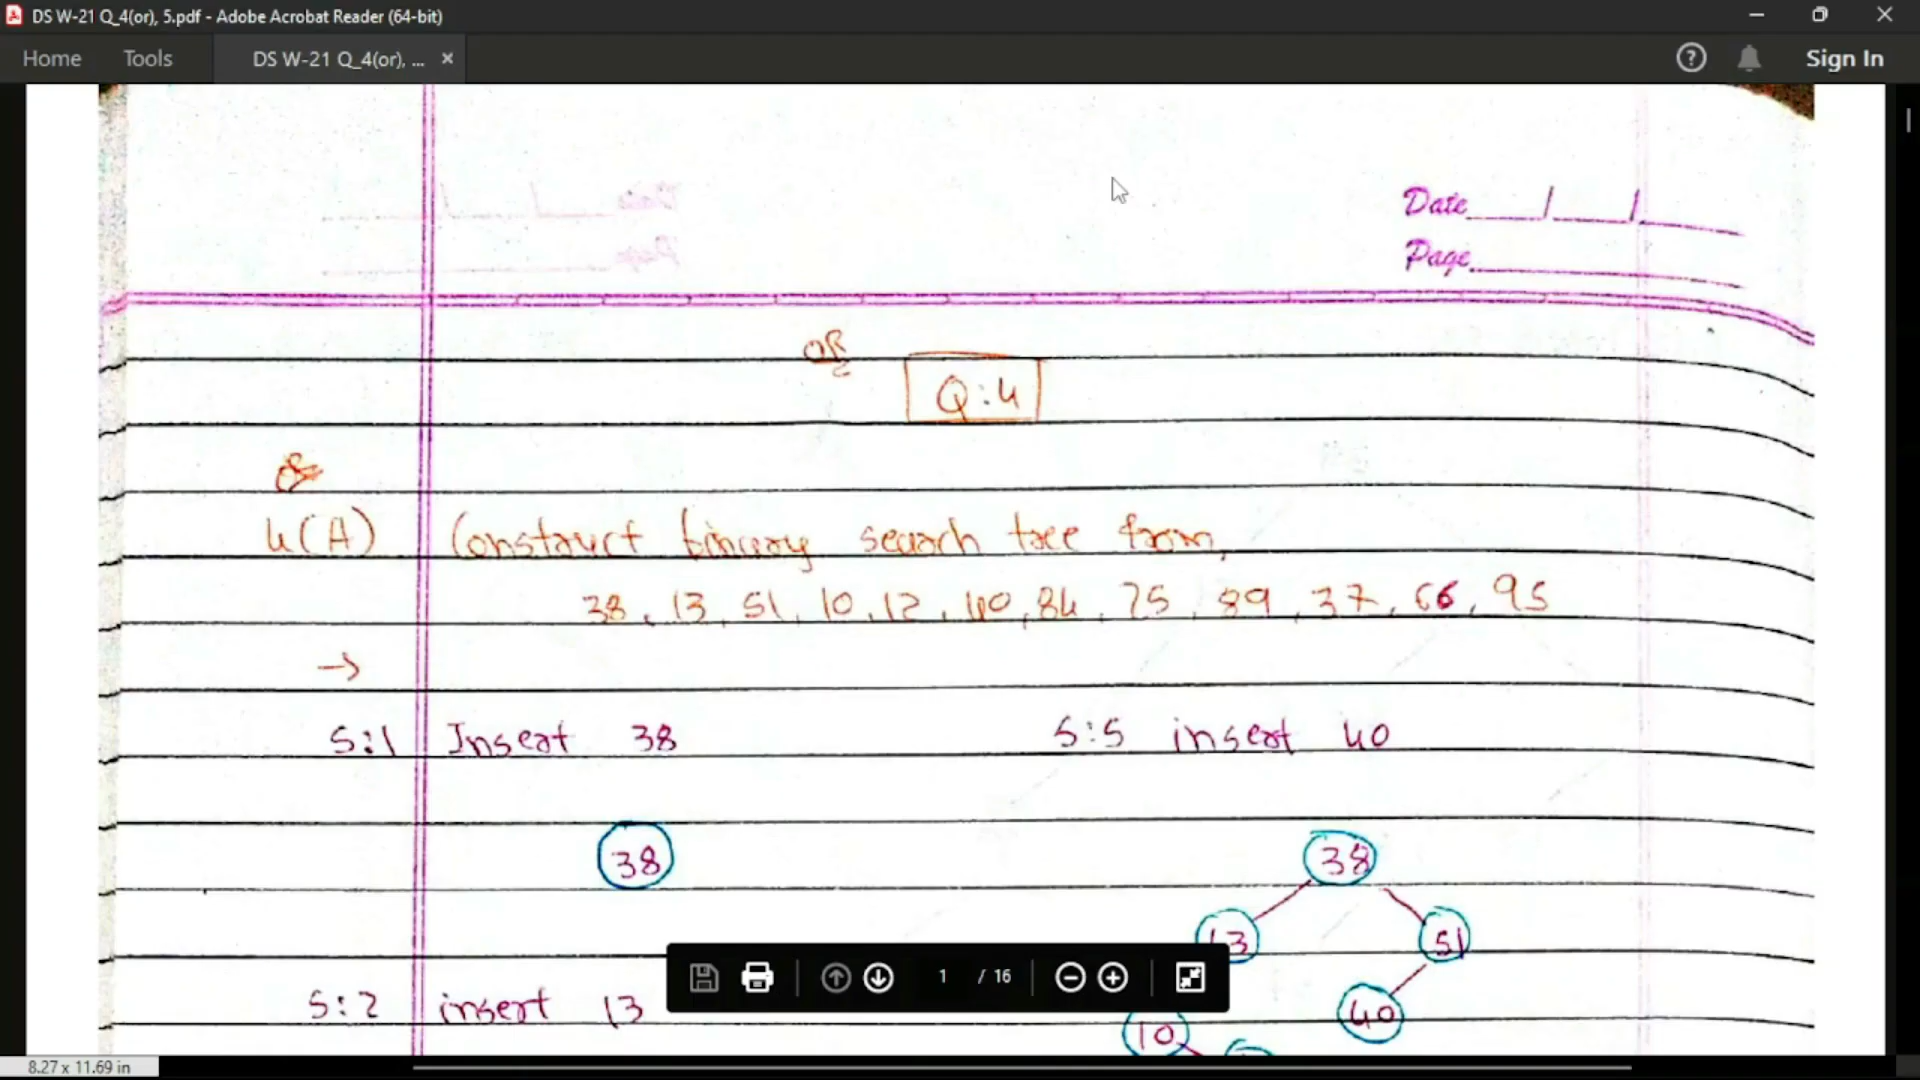 DS W-21 Q_4(or), 5.pdf - Adobe Acrobat Reader (64-bit)
Home Tools DS W-21 Q_4(or), ... × Sign In
Date
Page
OR
Q:4
4(A) Construct binary search tree from,
38, 13, 51, 10, 12, 40, 84, 25, 89, 37, 66, 95
→
S:1 Insert 38
S:5 insert 40
38
38
13 51
1 / 16
S:2 insert 13
40
10
8.27 x 11.69 in